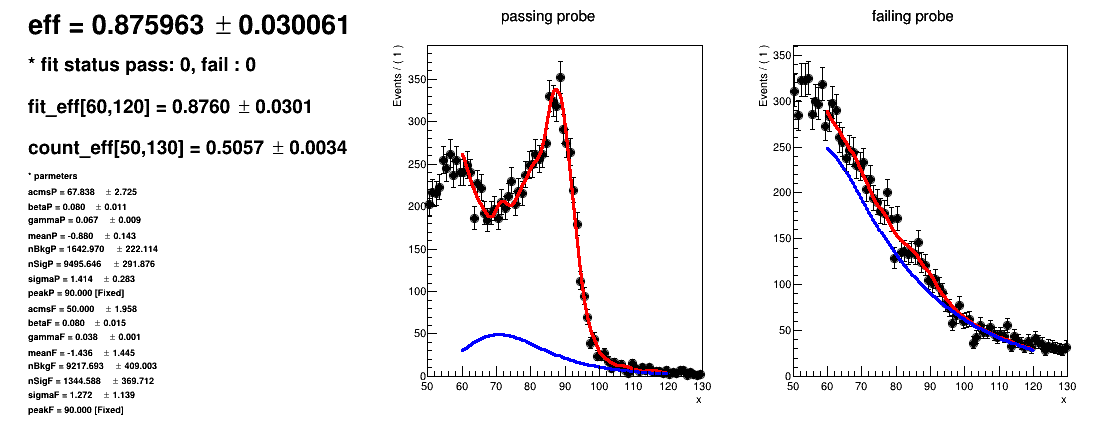 eff = 0.875963 ± 0.030061
* fit status pass: 0, fail : 0
fit_eff[60,120] = 0.8760 ± 0.0301
count_eff[50,130] = 0.5057 ± 0.0034
* parmeters
acmsP = 67.838 ± 2.725
betaP = 0.080 ± 0.011
gammaP = 0.067 ± 0.009
meanP = -0.880 ± 0.143
nBkgP = 1642.970 ± 222.114
nSigP = 9495.646 ± 291.876
sigmaP = 1.414 ± 0.283
peakP = 90.000 [Fixed]
acmsF = 50.000 ± 1.958
betaF = 0.080 ± 0.015
gammaF = 0.038 ± 0.001
meanF = -1.436 ± 1.445
nBkgF = 9217.693 ± 409.003
nSigF = 1344.588 ± 369.712
sigmaF = 1.272 ± 1.139
peakF = 90.000 [Fixed]
passing probe
Events / ( 1 )
350
300
250
200
150
100
50
0
50 60 70 80 90 100 110 120 130
x
failing probe
Events / ( 1 )
350
300
250
200
150
100
50
0
50 60 70 80 90 100 110 120 130
x